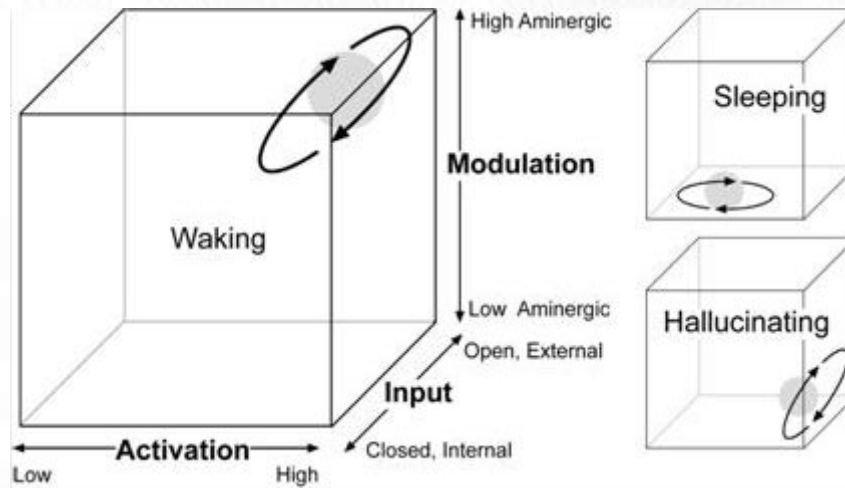 High Aminergic
Modulation
Waking
Low Aminergic
Open, External
Input
Closed, Internal
Activation
Low
High
Sleeping
Hallucinating